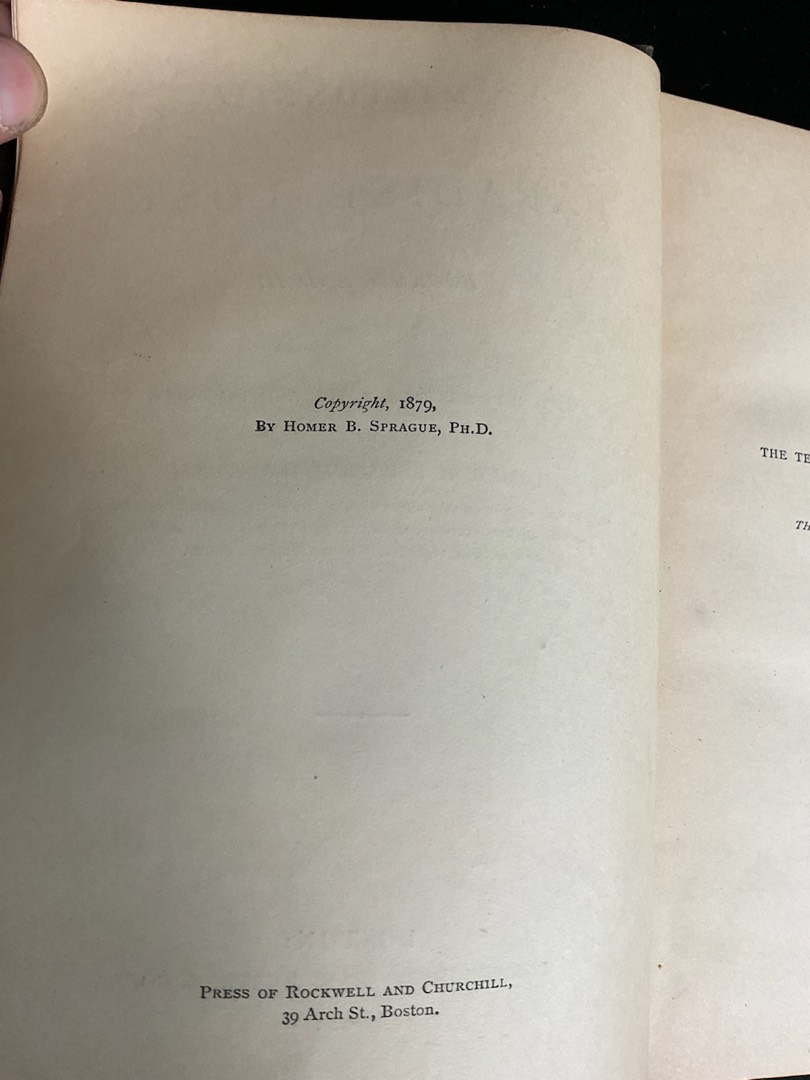 Copyright, 1879,
By Homer B. Sprague, Ph.D.
Press of Rockwell and Churchill,
39 Arch St., Boston.
THE TE
Th